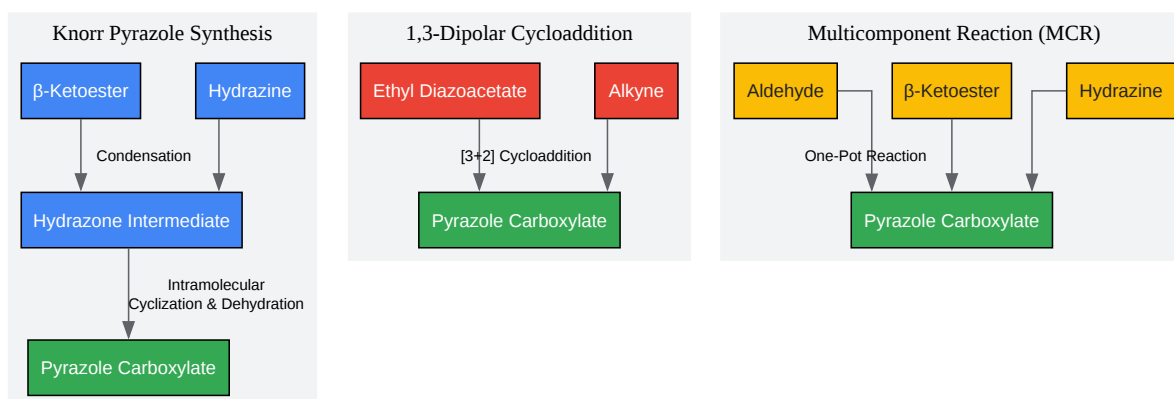 Knorr Pyrazole Synthesis
β-Ketoester
Hydrazine
Condensation
Hydrazone Intermediate
Intramolecular
Cyclization & Dehydration
Pyrazole Carboxylate
1,3-Dipolar Cycloaddition
Ethyl Diazoacetate
Alkyne
[3+2] Cycloaddition
Pyrazole Carboxylate
Multicomponent Reaction (MCR)
Aldehyde
β-Ketoester
Hydrazine
One-Pot Reaction
Pyrazole Carboxylate